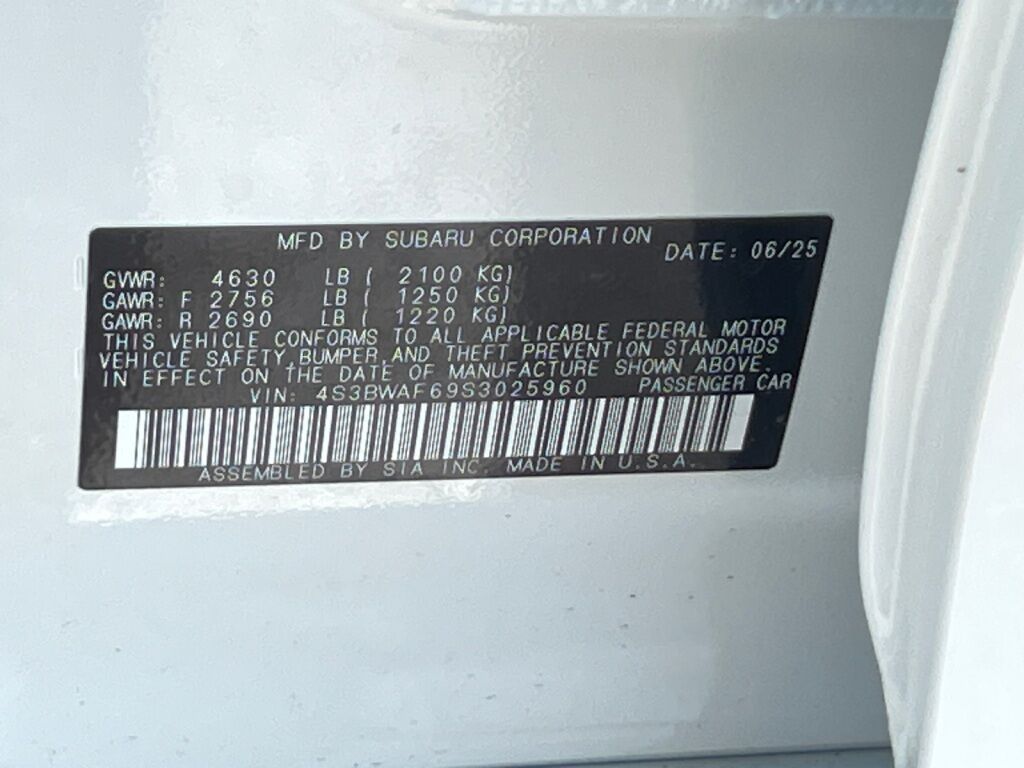 MFD BY SUBARU CORPORATION DATE: 06/25
GVWR: 4630 LB ( 2100 KG)
GAWR: F 2756 LB ( 1250 KG)
GAWR: R 2690 LB ( 1220 KG)
THIS VEHICLE CONFORMS TO ALL APPLICABLE FEDERAL MOTOR
VEHICLE SAFETY, BUMPER, AND THEFT PREVENTION STANDARDS
IN EFFECT ON THE DATE OF MANUFACTURE SHOWN ABOVE.
VIN: 4S3BWAF69S3025960 PASSENGER CAR
ASSEMBLED BY SIA INC. MADE IN U.S.A.